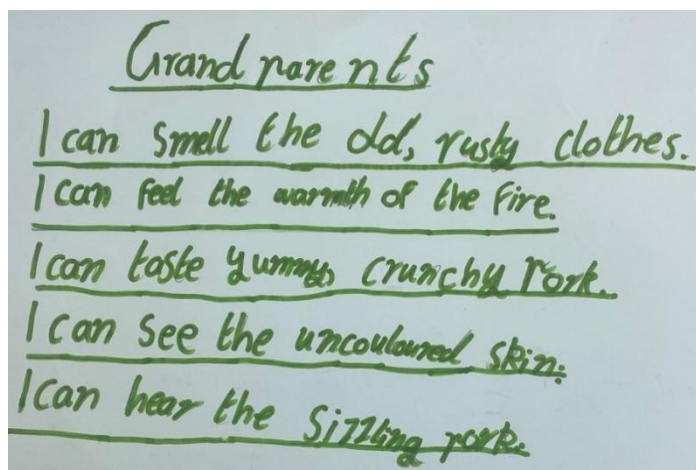 Grandparents
I can smell the old, rusty clothes.
I can feel the warmth of the fire.
I can taste yummy, crunchy Pork.
I can see the uncouloured skin.
I can hear the sizzling pork.